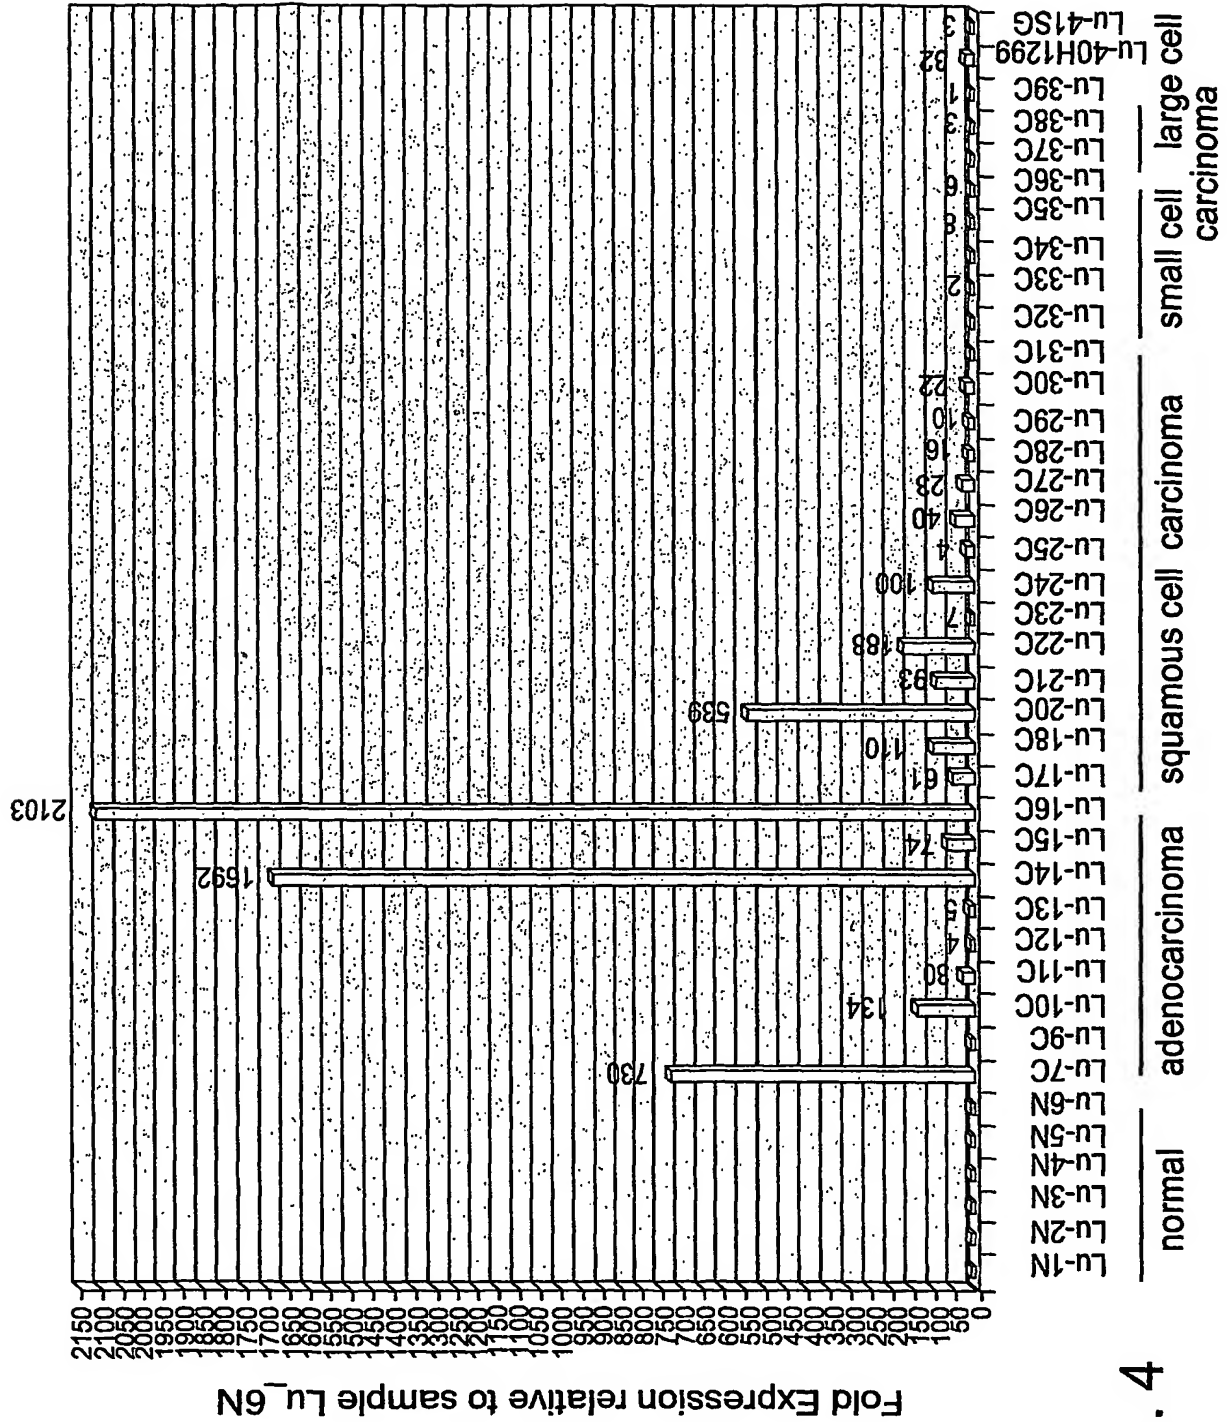 Fold Expression relative to sample Lu_6N
2150
2100
2050
2000
1950
1900
1850
1800
1750
1700
1650
1600
1550
1500
1450
1400
1350
1300
1250
1200
1150
1100
1050
1000
950
900
850
800
750
700
650
600
550
500
450
400
350
300
250
200
150
100
50
0
730
134
30
4
5
1692
74
2103
61
110
539
93
183
7
100
4
40
23
16
10
22
2
8
6
3
1
32
3
Lu-1N
Lu-2N
Lu-3N
Lu-4N
Lu-5N
Lu-6N
Lu-7C
Lu-9C
Lu-10C
Lu-11C
Lu-12C
Lu-13C
Lu-14C
Lu-15C
Lu-16C
Lu-17C
Lu-18C
Lu-20C
Lu-21C
Lu-22C
Lu-23C
Lu-24C
Lu-25C
Lu-26C
Lu-27C
Lu-28C
Lu-29C
Lu-30C
Lu-31C
Lu-32C
Lu-33C
Lu-34C
Lu-35C
Lu-36C
Lu-37C
Lu-38C
Lu-39C
Lu-40H1299
Lu-41SG
normal
adenocarcinoma
squamous cell carcinoma
small cell large cell
carcinoma
. 4